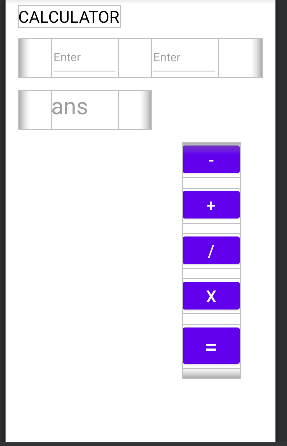 CALCULATOR
Enter Enter
ans
-
+
/
X
=